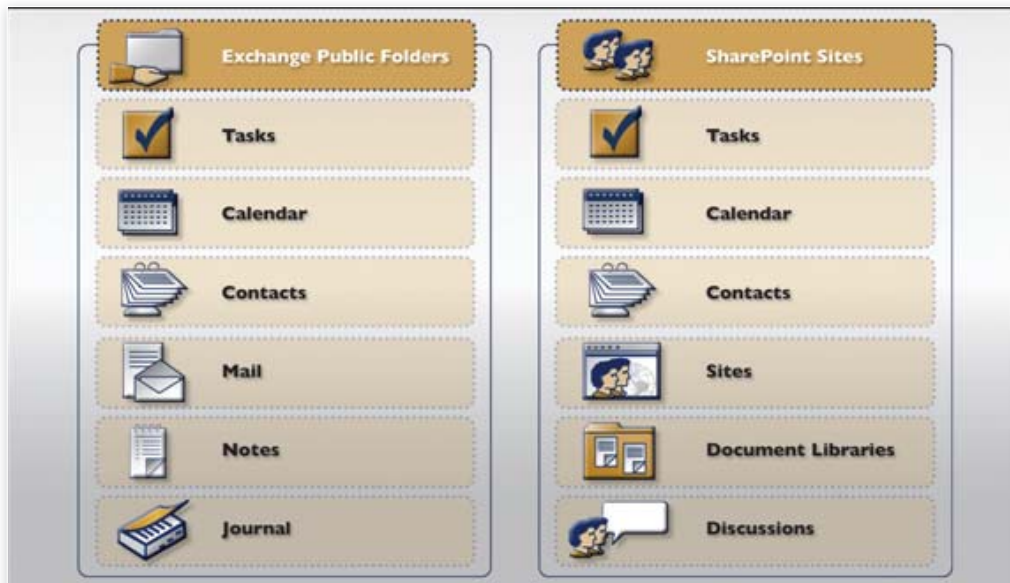 Exchange Public Folders
Tasks
Calendar
Contacts
Mail
Notes
Journal
SharePoint Sites
Tasks
Calendar
Contacts
Sites
Document Libraries
Discussions